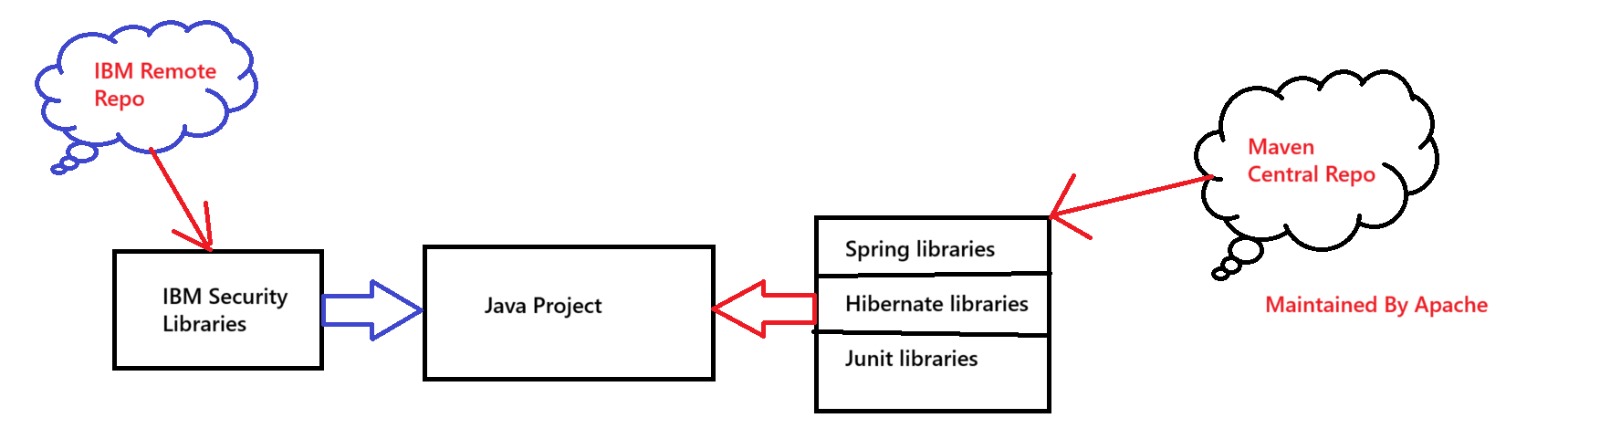 IBM Remote
Repo
Maven
Central Repo
Spring libraries
IBM Security
Libraries
Java Project
Hibernate libraries
Junit libraries
Maintained By Apache